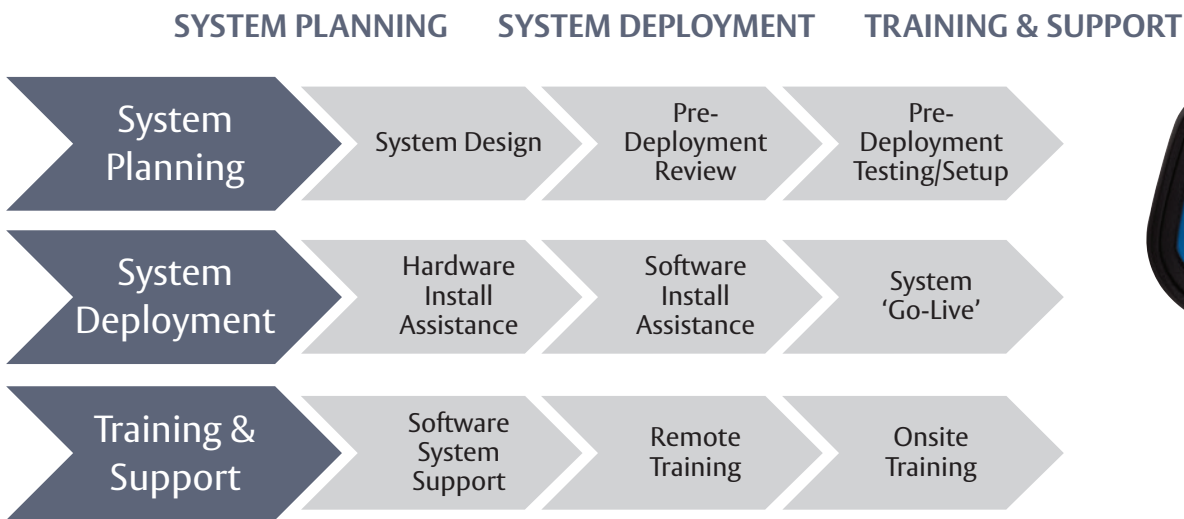 SYSTEM PLANNING SYSTEM DEPLOYMENT TRAINING & SUPPORT
System
Planning
System Design
Pre-
Deployment
Review
Pre-
Deployment
Testing/Setup
System
Deployment
Hardware
Install
Assistance
Software
Install
Assistance
System
‘Go-Live’
Training &
Support
Software
System
Support
Remote
Training
Onsite
Training